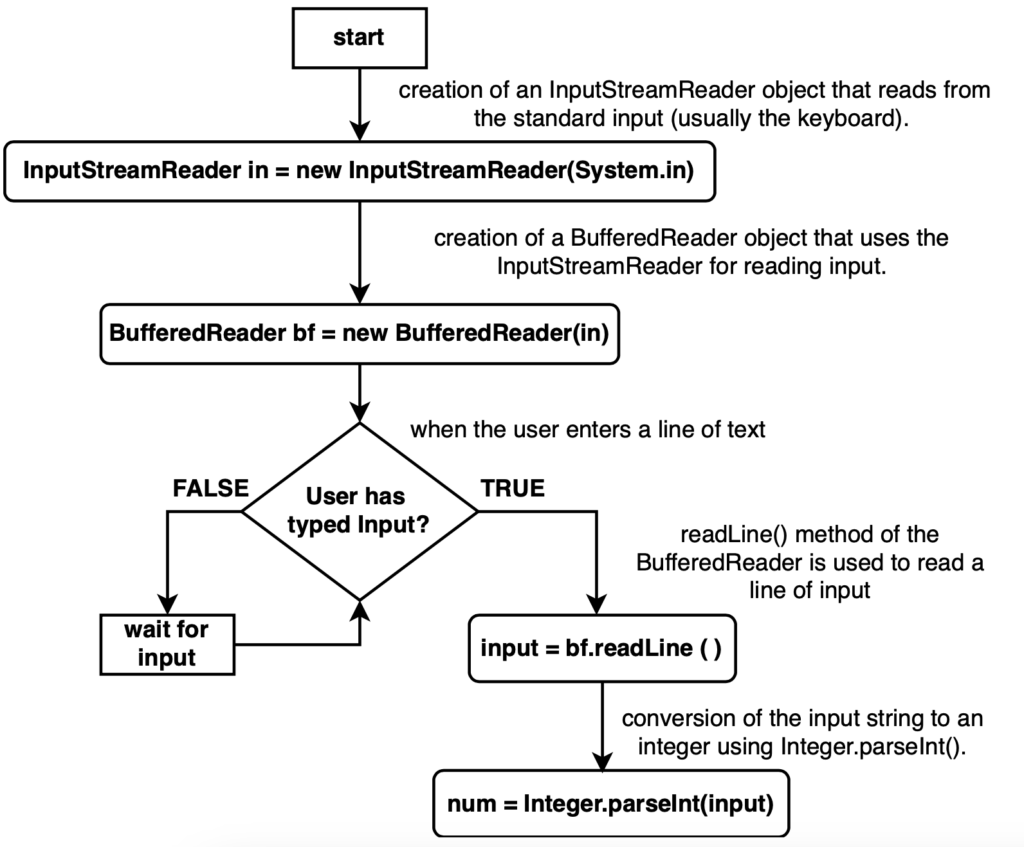 start
creation of an InputStreamReader object that reads from
the standard input (usually the keyboard).
InputStreamReader in = new InputStreamReader(System.in)
creation of a BufferedReader object that uses the
InputStreamReader for reading input.
BufferedReader bf = new BufferedReader(in)
when the user enters a line of text
FALSE
User has
typed Input?
TRUE
readLine() method of the
BufferedReader is used to read a
line of input
wait for
input
input = bf.readLine ( )
conversion of the input string to an
integer using Integer.parseInt().
num = Integer.parseInt(input)